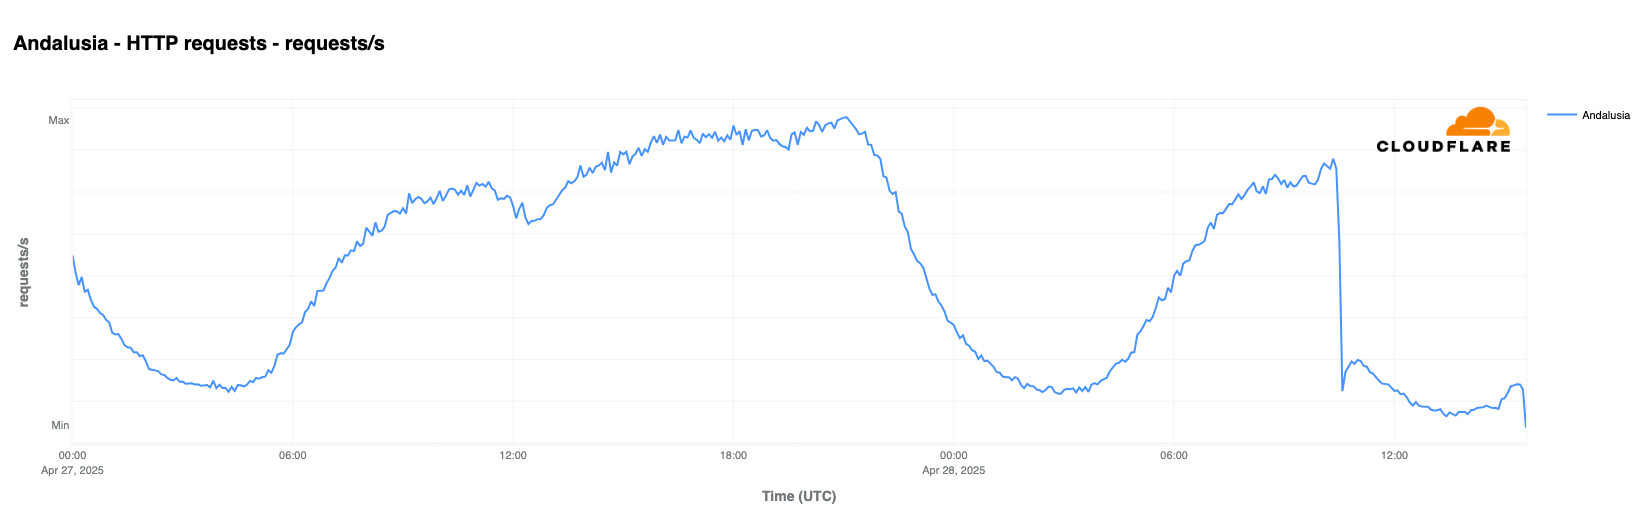 Andalusia - HTTP requests - requests/s
Max
Andalusia
CLOUDFLARE
requests/s
Min
00:00
06:00
12:00
18:00
00:00
06:00
12:00
Apr 27, 2025
Apr 28, 2025
Time (UTC)